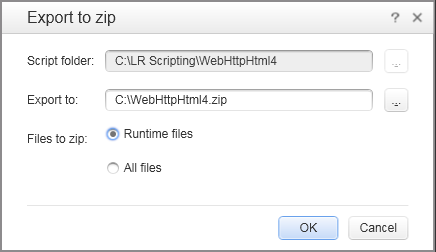 Export to zip ? ×
Script folder: C:\LR Scripting\WebHttpHtml4 ...
Export to: C:\WebHttpHtml4.zip ...
Files to zip: Runtime files
All files
OK Cancel